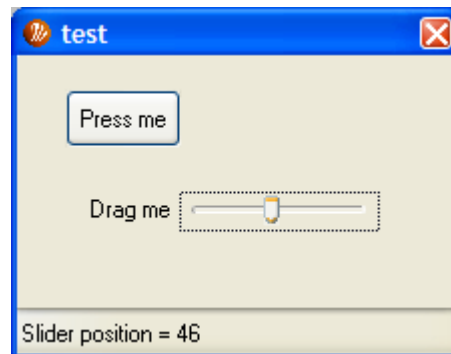 test
Press me
Drag me
Slider position = 46